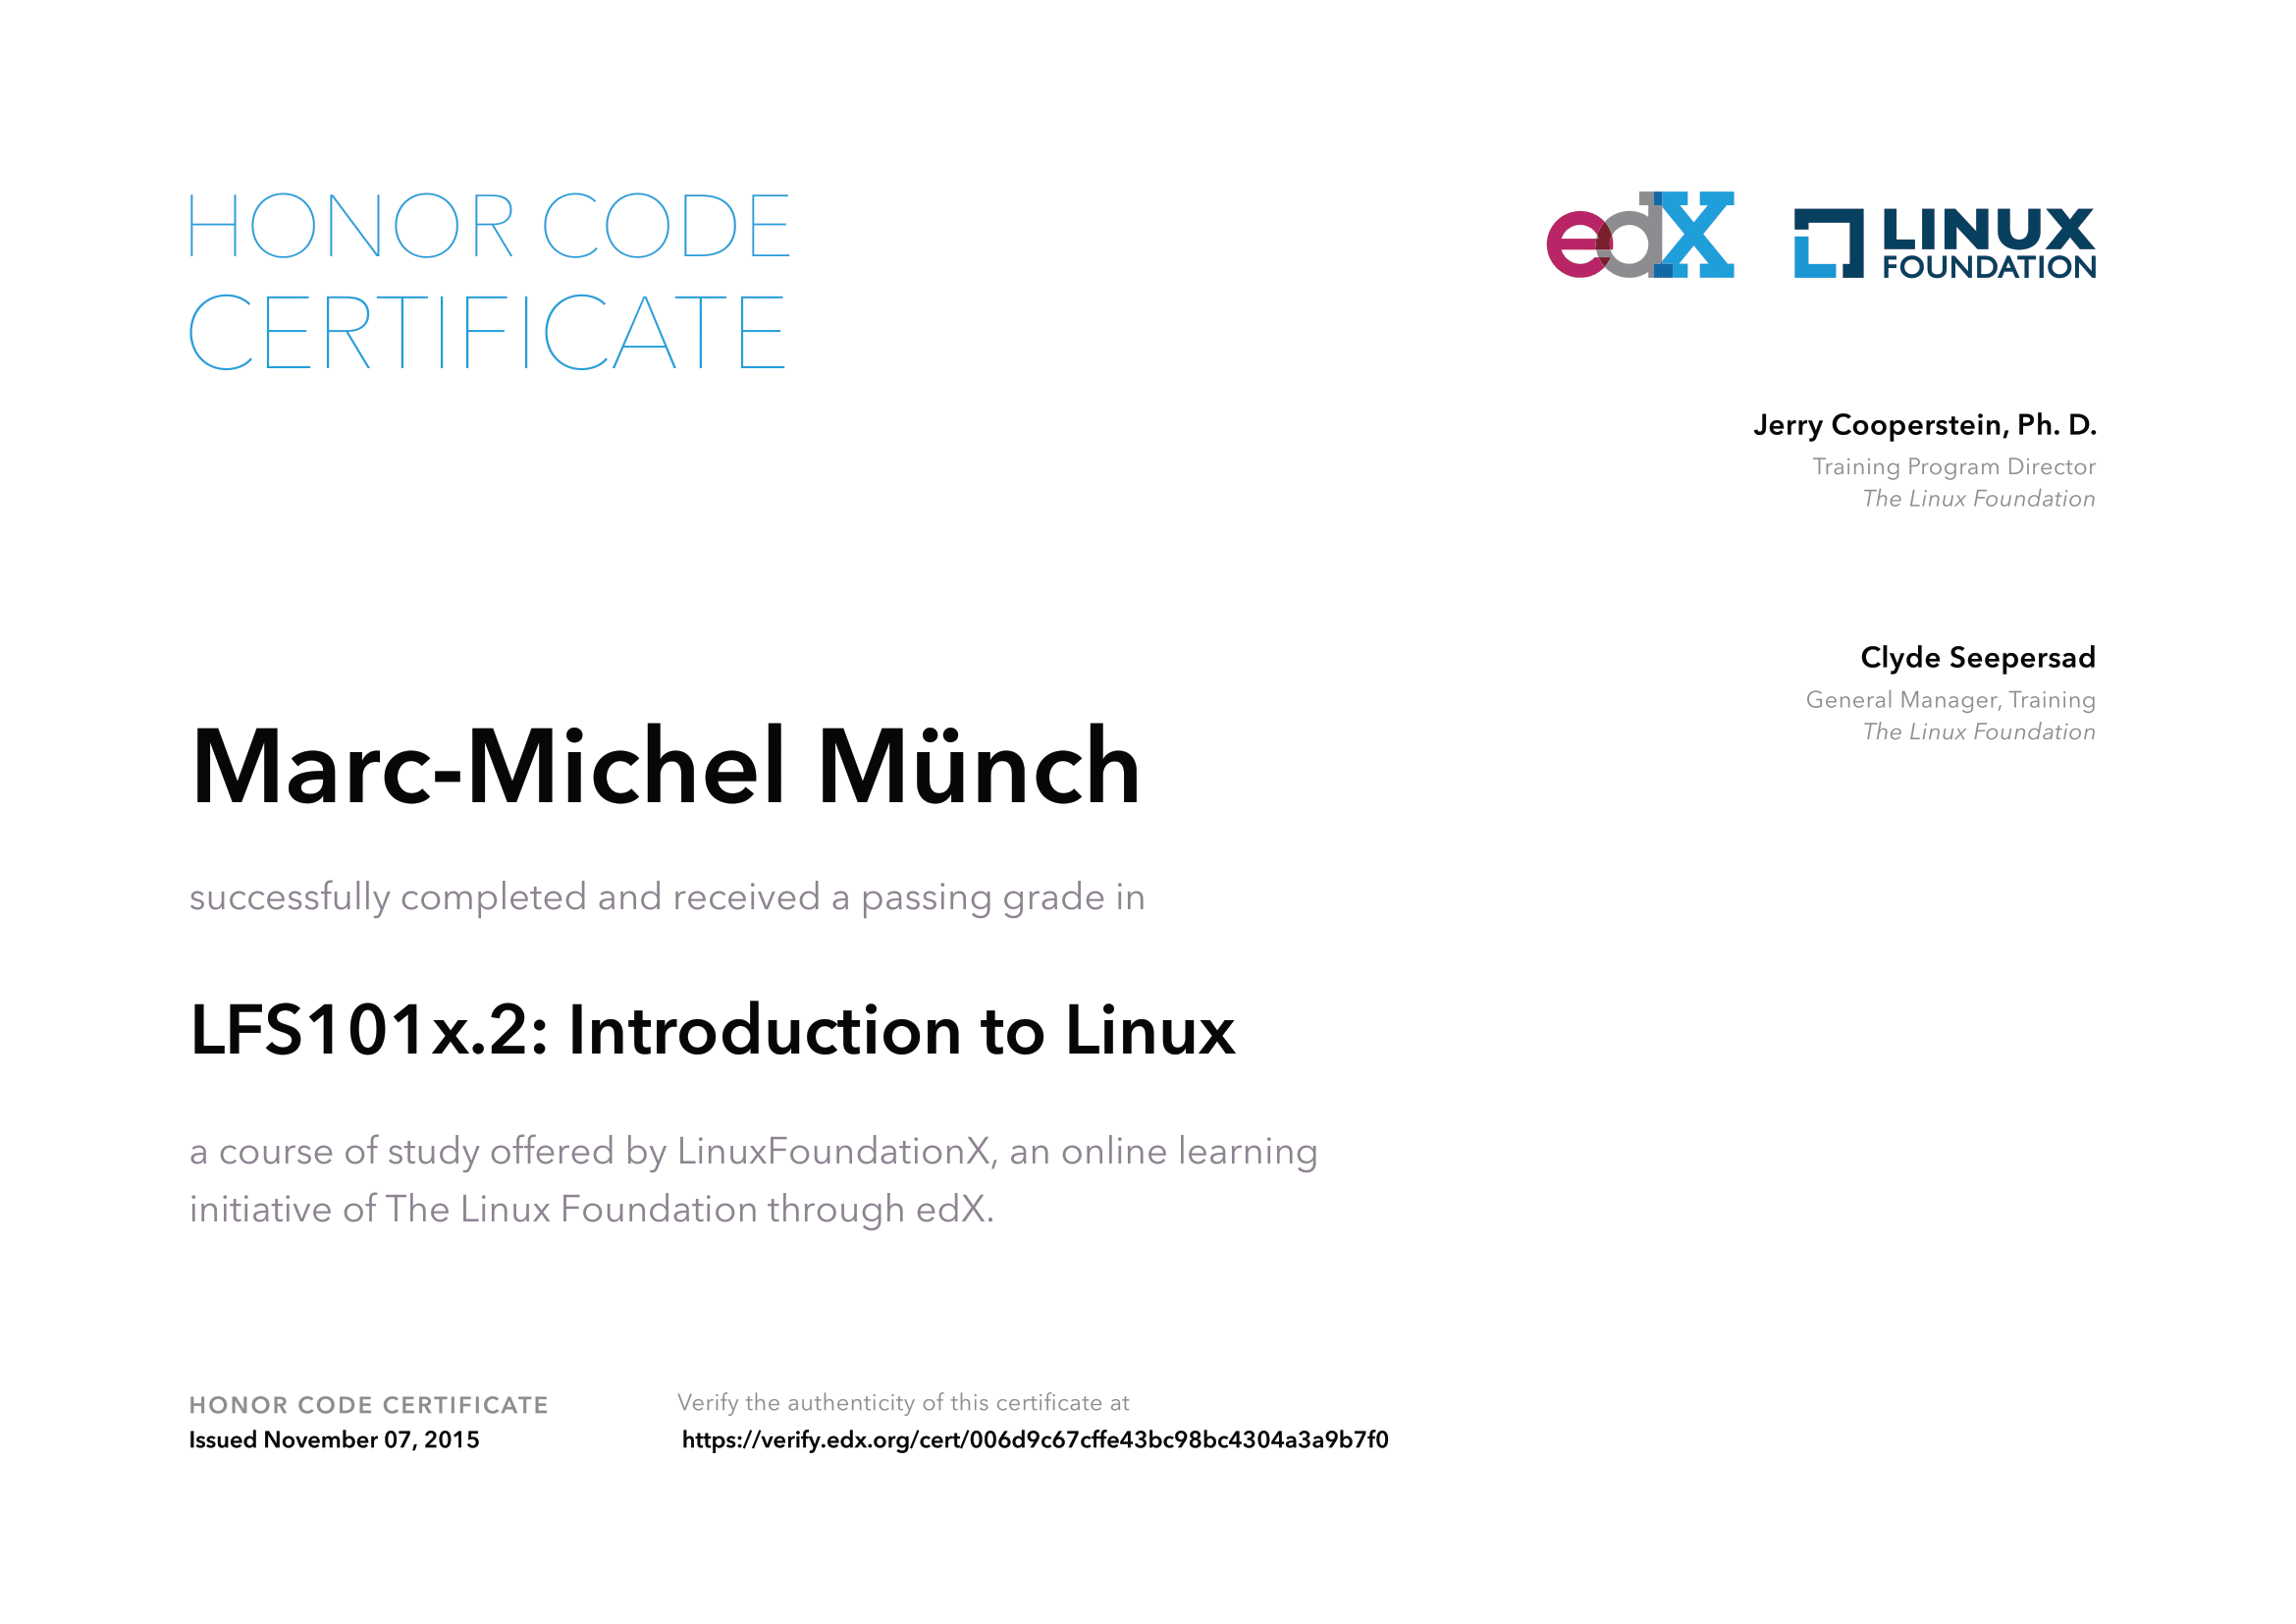 HONOR CODE
CERTIFICATE
edX
LINUX
FOUNDATION
Jerry Cooperstein, Ph. D.
Training Program Director
The Linux Foundation
Clyde Seepersad
General Manager, Training
The Linux Foundation
Marc-Michel Münch
successfully completed and received a passing grade in
LFS101x.2: Introduction to Linux
a course of study offered by LinuxFoundationX, an online learning
initiative of The Linux Foundation through edX.
HONOR CODE CERTIFICATE
Issued November 07, 2015
Verify the authenticity of this certificate at
https://verify.edx.org/cert/006d9c67cffe43bc98bc4304a3a9b7f0